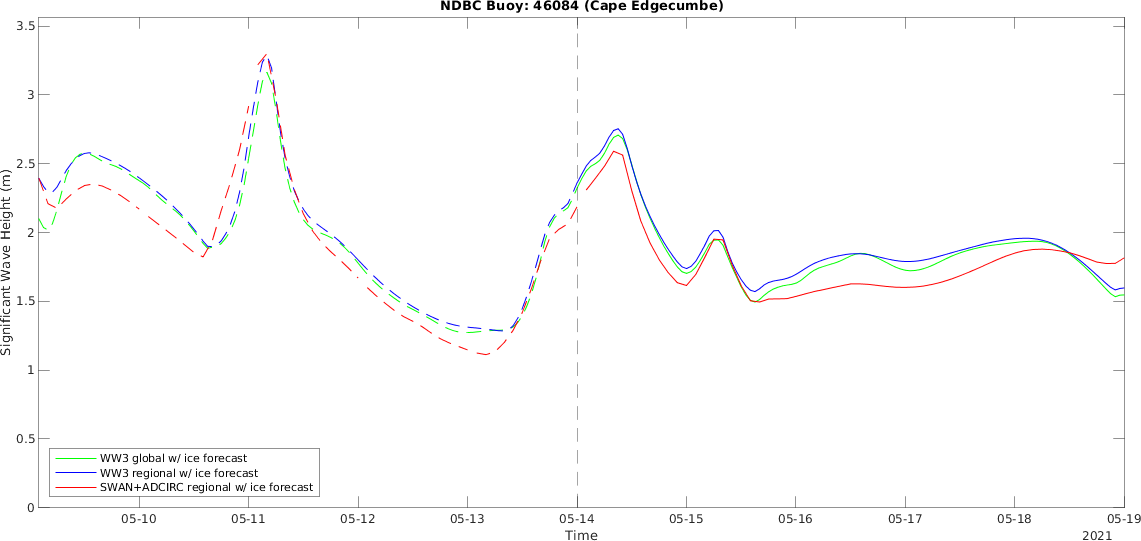 NDBC Buoy: 46084 (Cape Edgecumbe)
3.5
3
2.5
2
1.5
1
0.5
0
Significant Wave Height (m)
WW3 global w/ ice forecast
WW3 regional w/ ice forecast
SWAN+ADCIRC regional w/ ice forecast
05-10 05-11 05-12 05-13 05-14 05-15 05-16 05-17 05-18 05-19
Time
2021